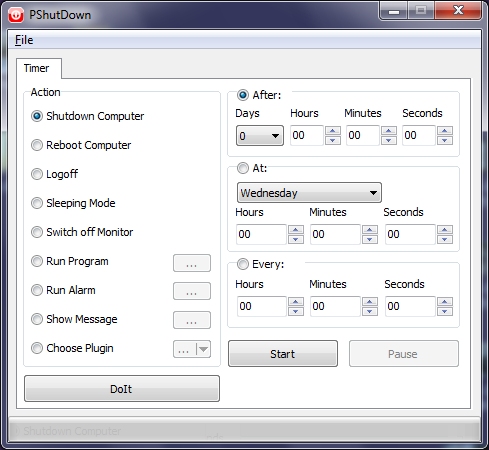 PShutDown
File
Timer
Action
Shutdown Computer
Reboot Computer
Logoff
Sleeping Mode
Switch off Monitor
Run Program ...
Run Alarm ...
Show Message ...
Choose Plugin ...
DoIt
After:
Days Hours Minutes Seconds
0 00 00 00
At:
Wednesday
Hours Minutes Seconds
00 00 00
Every:
Hours Minutes Seconds
00 00 00
Start Pause
Shutdown Computer